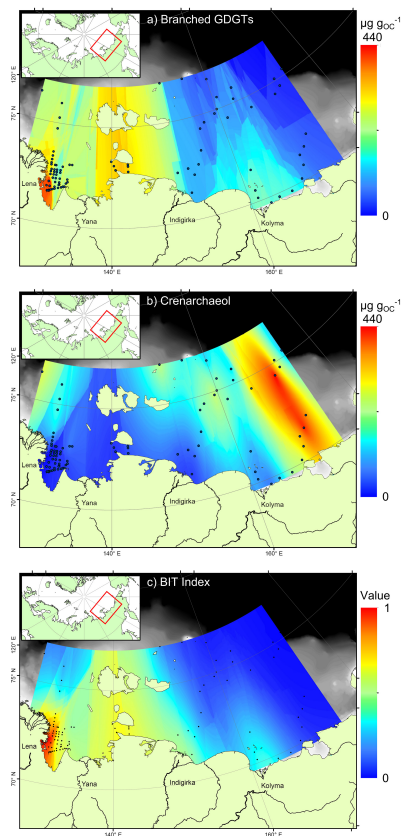 a) Branched GDGTs
µg gOC-1
440
0
120° E
75° N
70° N
Lena
Yana
Indigirka
Kolyma
140° E
160° E
b) Crenarchaeol
µg gOC-1
440
0
120° E
75° N
70° N
Lena
Yana
Indigirka
Kolyma
140° E
160° E
c) BIT Index
Value
1
0
120° E
75° N
70° N
Lena
Yana
Indigirka
Kolyma
140° E
160° E